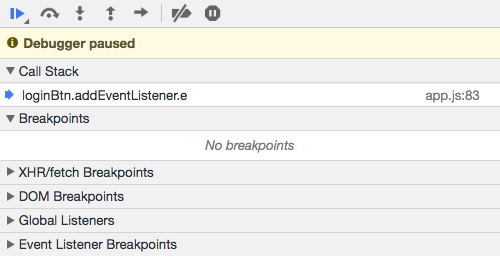 Debugger paused
Call Stack
loginBtn.addEventListener.e app.js:83
Breakpoints
No breakpoints
XHR/fetch Breakpoints
DOM Breakpoints
Global Listeners
Event Listener Breakpoints